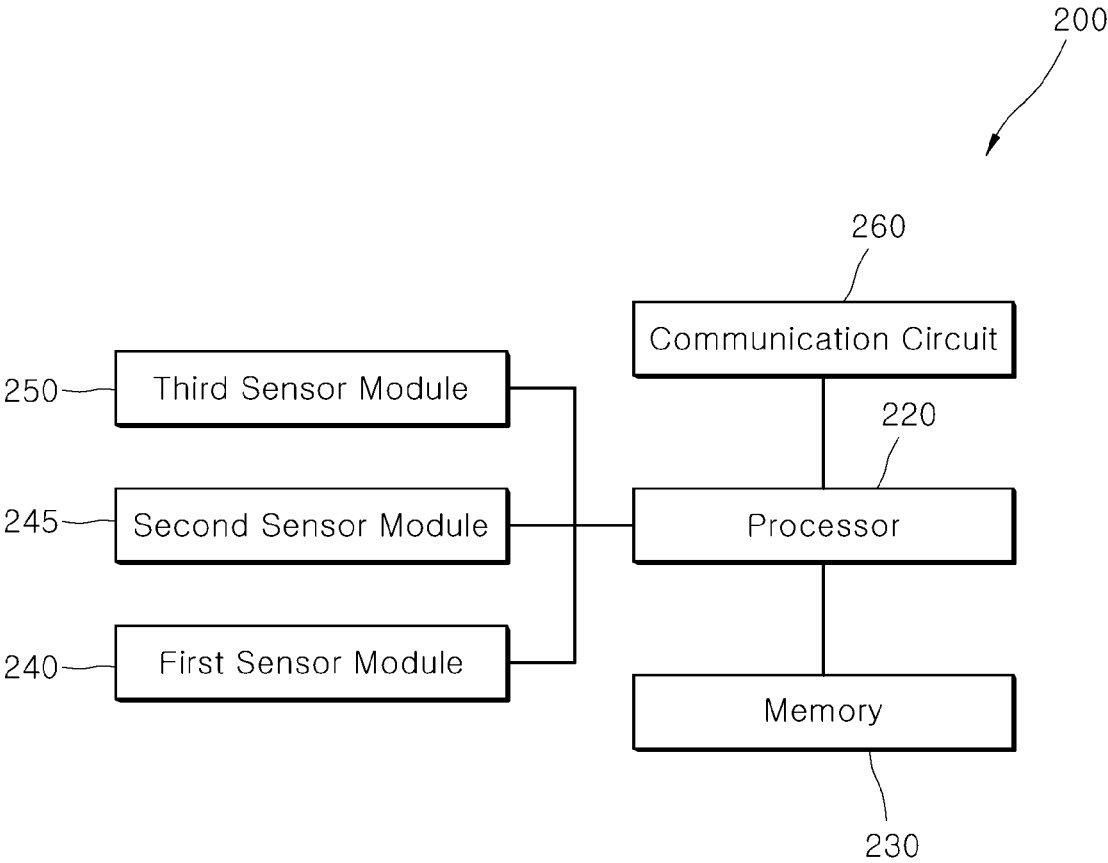 200
260
Communication Circuit
250
Third Sensor Module
220
245
Second Sensor Module
Processor
240
First Sensor Module
Memory
230